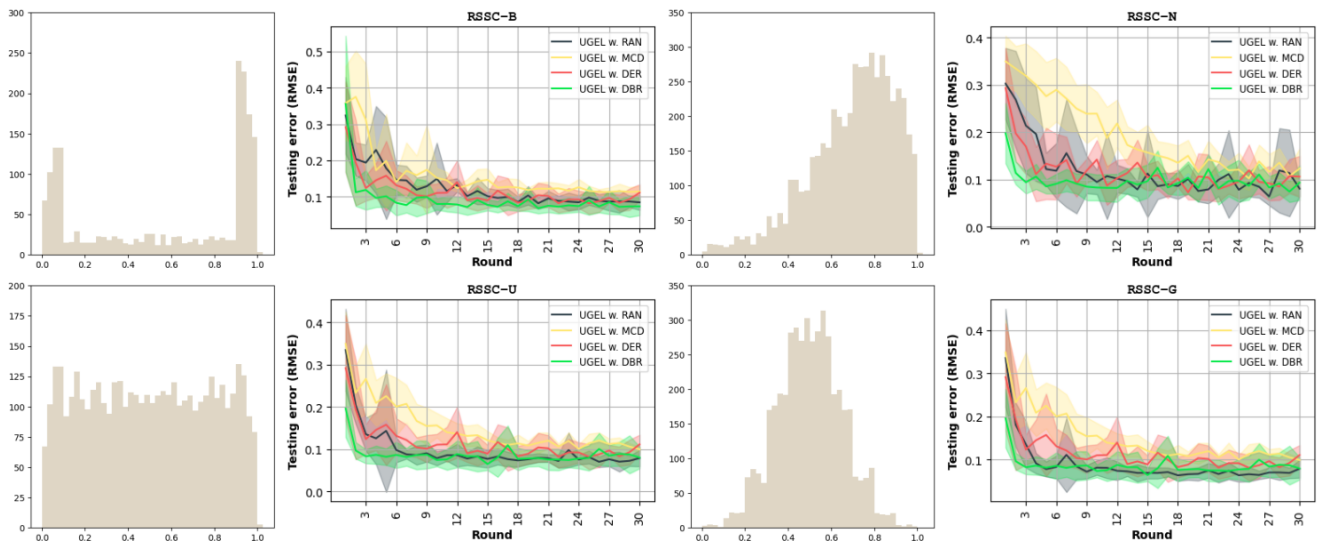 300
250
200
150
100
50
0
0.0 0.2 0.4 0.6 0.8 1.0
RSSC-B
Testing error (RMSE)
0.5
0.4
0.3
0.2
0.1
UGEL w. RAN
UGEL w. MCD
UGEL w. DER
UGEL w. DBR
3 6 9 12 15 18 21 24 27 30
Round
350
300
250
200
150
100
50
0
0.0 0.2 0.4 0.6 0.8 1.0
RSSC-N
Testing error (RMSE)
0.4
0.3
0.2
0.1
0.0
UGEL w. RAN
UGEL w. MCD
UGEL w. DER
UGEL w. DBR
3 6 9 12 15 18 21 24 27 30
Round
200
175
150
125
100
75
50
25
0
0.0 0.2 0.4 0.6 0.8 1.0
RSSC-U
Testing error (RMSE)
0.4
0.3
0.2
0.1
0.0
UGEL w. RAN
UGEL w. MCD
UGEL w. DER
UGEL w. DBR
3 6 9 12 15 18 21 24 27 30
Round
350
300
250
200
150
100
50
0
0.0 0.2 0.4 0.6 0.8 1.0
RSSC-G
Testing error (RMSE)
0.4
0.3
0.2
0.1
UGEL w. RAN
UGEL w. MCD
UGEL w. DER
UGEL w. DBR
3 6 9 12 15 18 21 24 27 30
Round